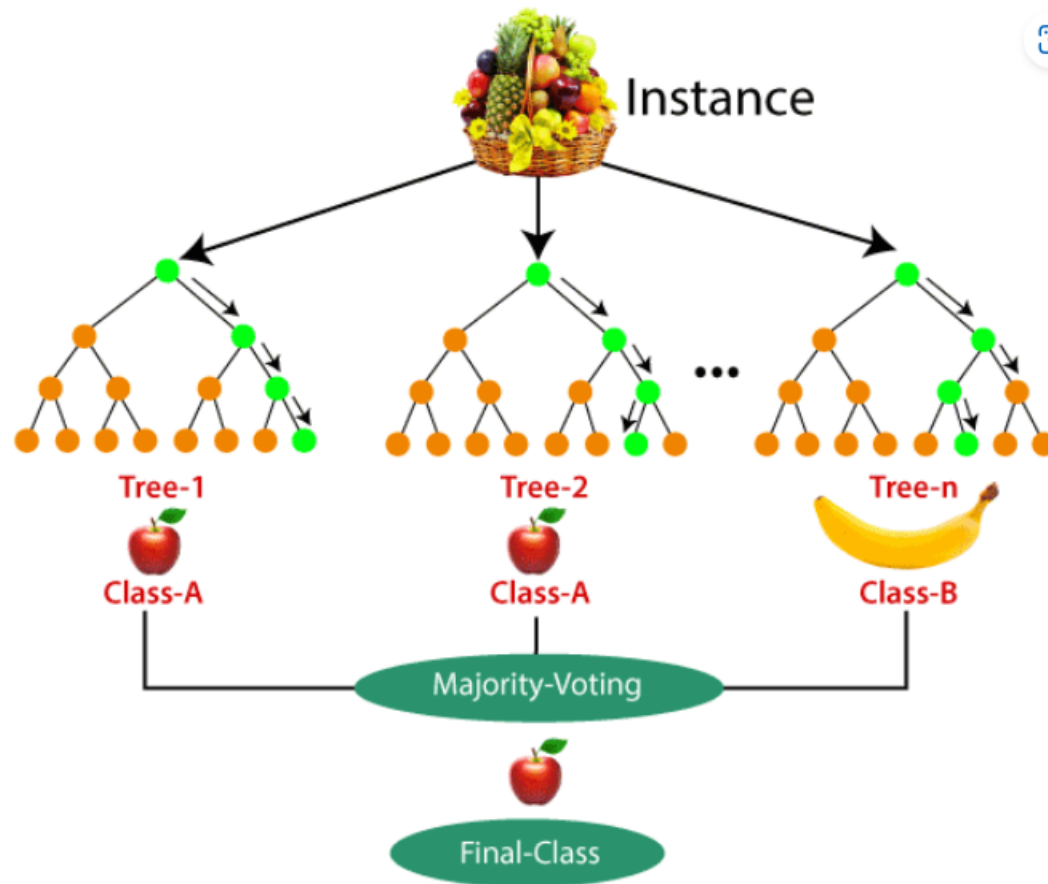 Instance
...
Tree-1
Tree-2
Tree-n
Class-A
Class-A
Class-B
Majority-Voting
Final-Class